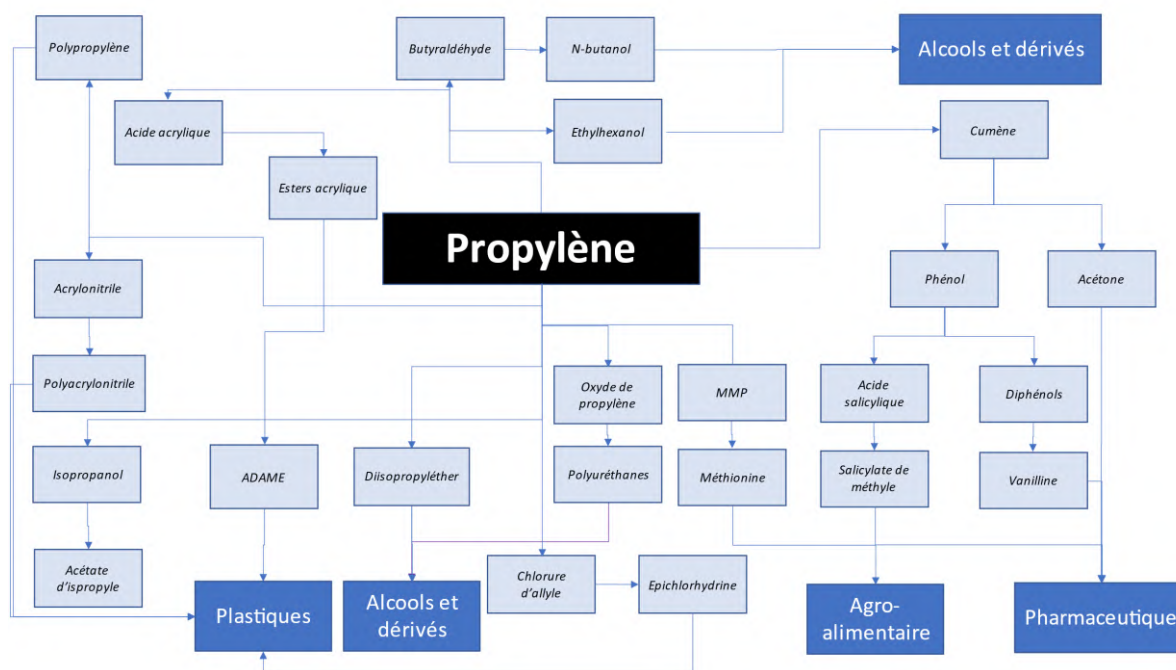 Polypropylène
Butyraldéhyde
N-butanol
Alcools et dérivés
Acide acrylique
Ethylhexanol
Cumène
Esters acrylique
Propylène
Acrylonitrile
Phénol
Acétone
Polyacrylonitrile
Oxyde de
propylène
MMP
Acide
salicylique
Diphénols
Isopropanol
ADAME
Diisopropyléther
Polyuréthanes
Méthionine
Salicylate de
méthyle
Vanilline
Acétate
d'ispropyle
Plastiques
Alcools et
dérivés
Chlorure
d'allyle
Epichlorhydrine
Agro-
alimentaire
Pharmaceutique